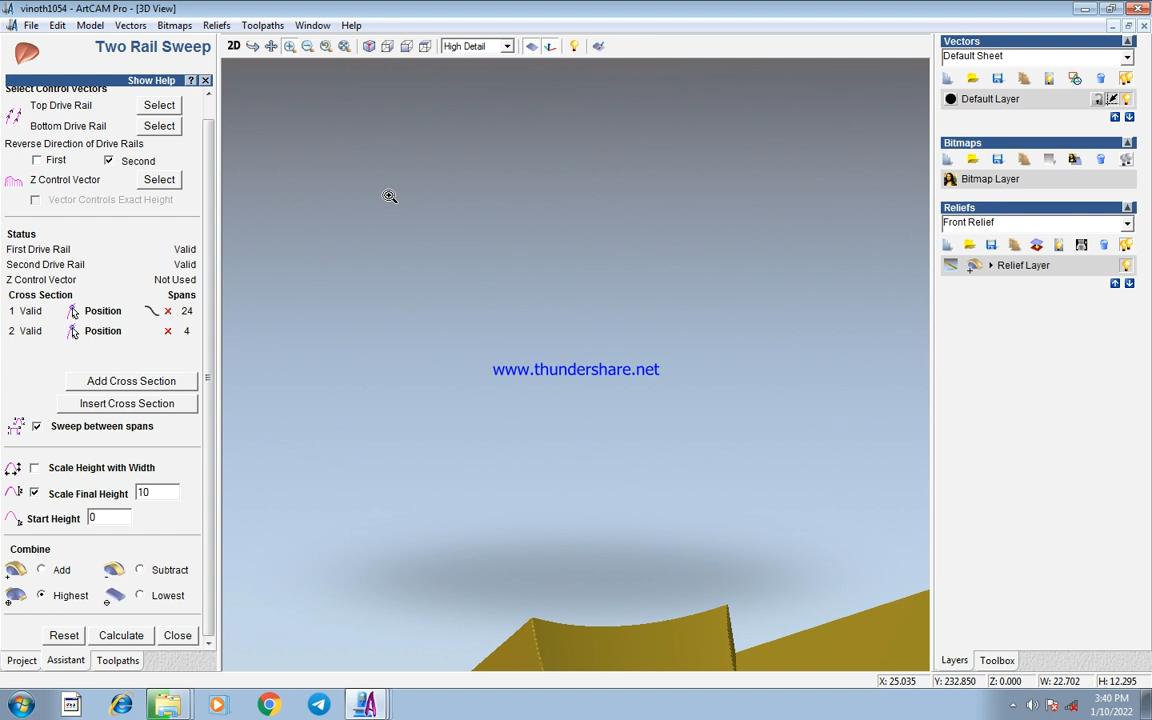 vinoth1054 - ArtCAM Pro - [3D View]
File Edit Model Vectors Bitmaps Reliefs Toolpaths Window Help
2D High Detail
Two Rail Sweep
Show Help ? X
Select Control Vectors
Top Drive Rail Select
Bottom Drive Rail Select
Reverse Direction of Drive Rails
First Second
Z Control Vector Select
Vector Controls Exact Height
Status
First Drive Rail Valid
Second Drive Rail Valid
Z Control Vector Not Used
Cross Section Spans
1 Valid Position 24
2 Valid Position 4
Add Cross Section
Insert Cross Section
Sweep between spans
Scale Height with Width
Scale Final Height 10
Start Height 0
Combine
Add Subtract
Highest Lowest
Reset Calculate Close
Project Assistant Toolpaths
www.thundershare.net
Vectors
Default Sheet
Default Layer
Bitmaps
Bitmap Layer
Reliefs
Front Relief
Relief Layer
Layers Toolbox
X: 25.035 Y: 232.850 Z: 0.000 W: 22.702 H: 12.295
3:40 PM
1/10/2022